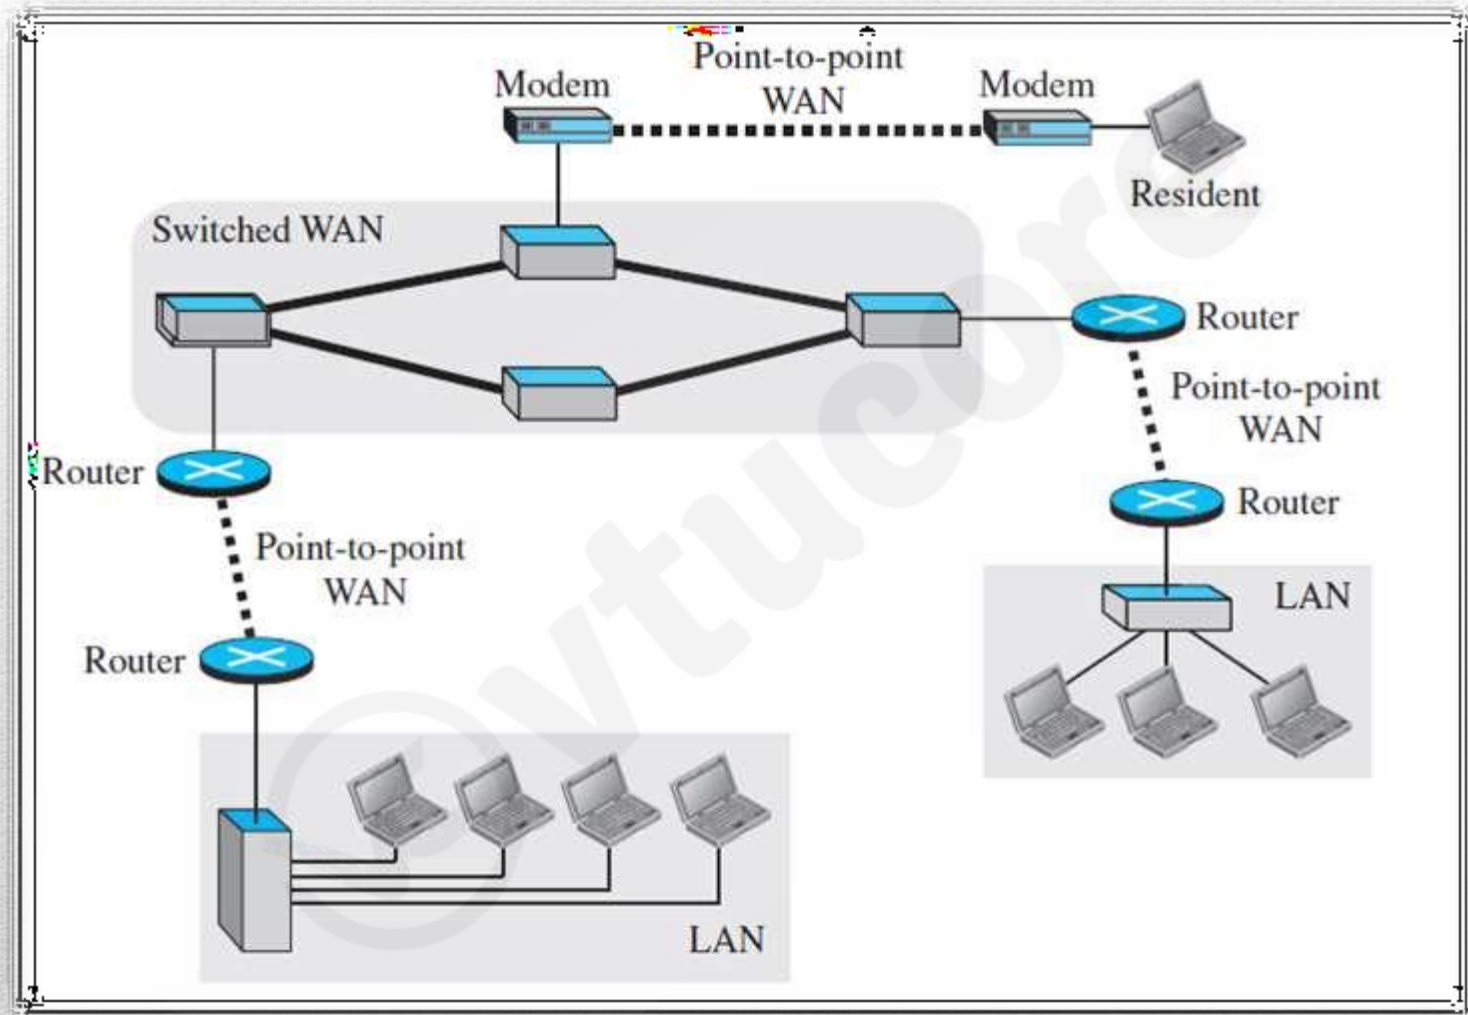 Point-to-point
WAN
Modem
Modem
Resident
Switched WAN
Router
Point-to-point
WAN
Router
Router
Point-to-point
WAN
LAN
Router
LAN
@vtucore